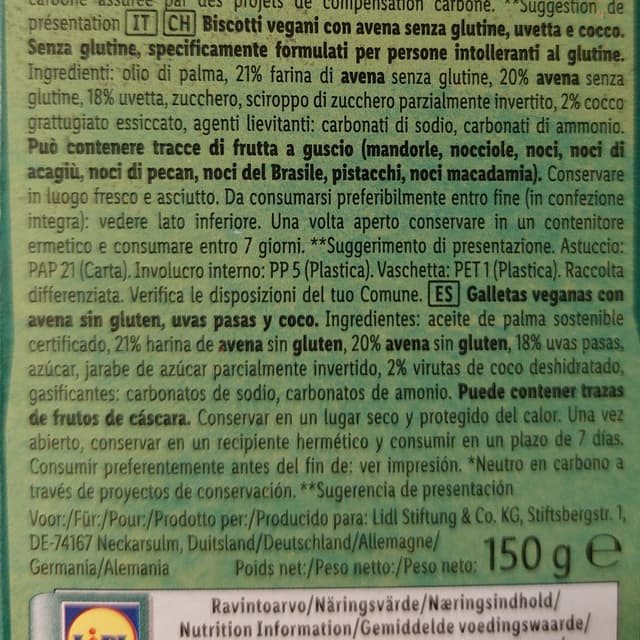 carbone assurée par des projets de compensation carbone. **Suggestion de
présentation IT CH Biscotti vegani con avena senza glutine, uvetta e cocco.
Senza glutine, specificamente formulati per persone intolleranti al glutine.
Ingredienti: olio di palma, 21% farina di avena senza glutine, 20% avena senza
glutine, 18% uvetta, zucchero, sciroppo di zucchero parzialmente invertito, 2% cocco
grattugiato essiccato, agenti lievitanti: carbonati di sodio, carbonati di ammonio.
Può contenere tracce di frutta a guscio (mandorle, nocciole, noci, noci di
acagiù, noci di pecan, noci del Brasile, pistacchi, noci macadamia). Conservare
in luogo fresco e asciutto. Da consumarsi preferibilmente entro fine (in confezione
integra): vedere lato inferiore. Una volta aperto conservare in un contenitore
ermetico e consumare entro 7 giorni. **Suggerimento di presentazione. Astuccio:
PAP 21 (Carta). Involucro interno: PP 5 (Plastica). Vaschetta: PET 1 (Plastica). Raccolta
differenziata. Verifica le disposizioni del tuo Comune. ES Galletas veganas con
avena sin gluten, uvas pasas y coco. Ingredientes: aceite de palma sostenible
certificado, 21% harina de avena sin gluten, 20% avena sin gluten, 18% uvas pasas,
azúcar, jarabe de azúcar parcialmente invertido, 2% virutas de coco deshidratado,
gasificantes: carbonatos de sodio, carbonatos de amonio. Puede contener trazas
de frutos de cáscara. Conservar en un lugar seco y protegido del calor. Una vez
abierto, conservar en un recipiente hermético y consumir en un plazo de 7 días.
Consumir preferentemente antes del fin de: ver impresión. *Neutro en carbono a
través de proyectos de conservación. **Sugerencia de presentación
Voor:/Für:/Pour:/Prodotto per:/Producido para: Lidl Stiftung & Co. KG, Stiftsbergstr. 1,
DE-74167 Neckarsulm, Duitsland/Deutschland/Allemagne/
Germania/Alemania Poids net:/Peso netto:/Peso neto: 150 g e
LIDL
Ravintoarvo/Näringsvärde/Næringsindhold/
Nutrition Information/Gemiddelde voedingswaarde/